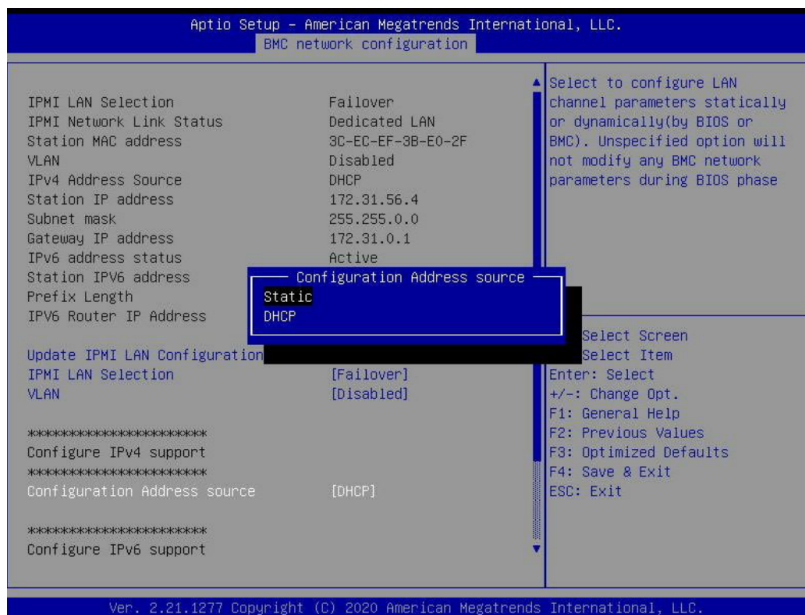 Aptio Setup – American Megatrends International, LLC.
BMC network configuration
IPMI LAN Selection Failover
IPMI Network Link Status Dedicated LAN
Station MAC address 3C-EC-EF-3B-E0-2F
VLAN Disabled
IPv4 Address Source DHCP
Station IP address 172.31.56.4
Subnet mask 255.255.0.0
Gateway IP address 172.31.0.1
IPv6 address status Active
Station IPV6 address
Prefix Length
IPV6 Router IP Address
Configuration Address source
Static
DHCP
Update IPMI LAN Configuration
IPMI LAN Selection [Failover]
VLAN [Disabled]
***********************
Configure IPv4 support
***********************
Configuration Address source [DHCP]
***********************
Configure IPv6 support
Select to configure LAN
channel parameters statically
or dynamically(by BIOS or
BMC). Unspecified option will
not modify any BMC network
parameters during BIOS phase
Select Screen
Select Item
Enter: Select
+/-: Change Opt.
F1: General Help
F2: Previous Values
F3: Optimized Defaults
F4: Save & Exit
ESC: Exit
Ver. 2.21.1277 Copyright (C) 2020 American Megatrends International, LLC.